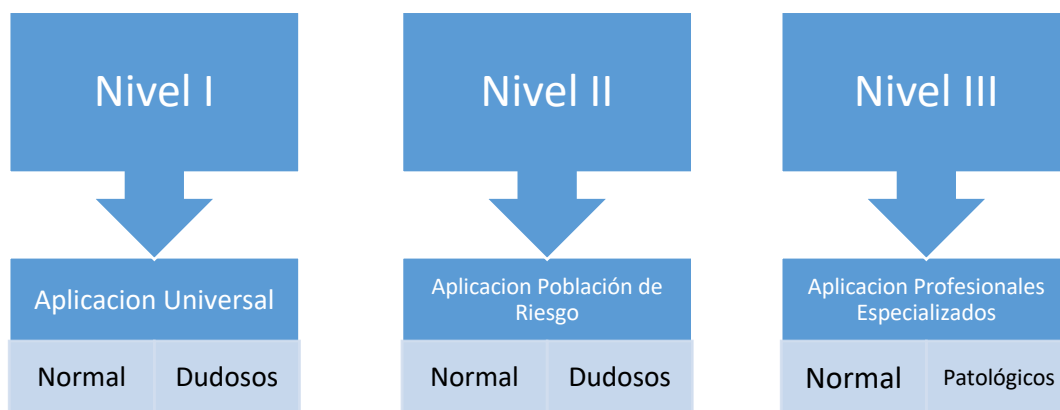 Nivel I
Aplicacion Universal
Normal
Dudosos
Nivel II
Aplicacion Población de
Riesgo
Normal
Dudosos
Nivel III
Aplicacion Profesionales
Especializados
Normal
Patológicos